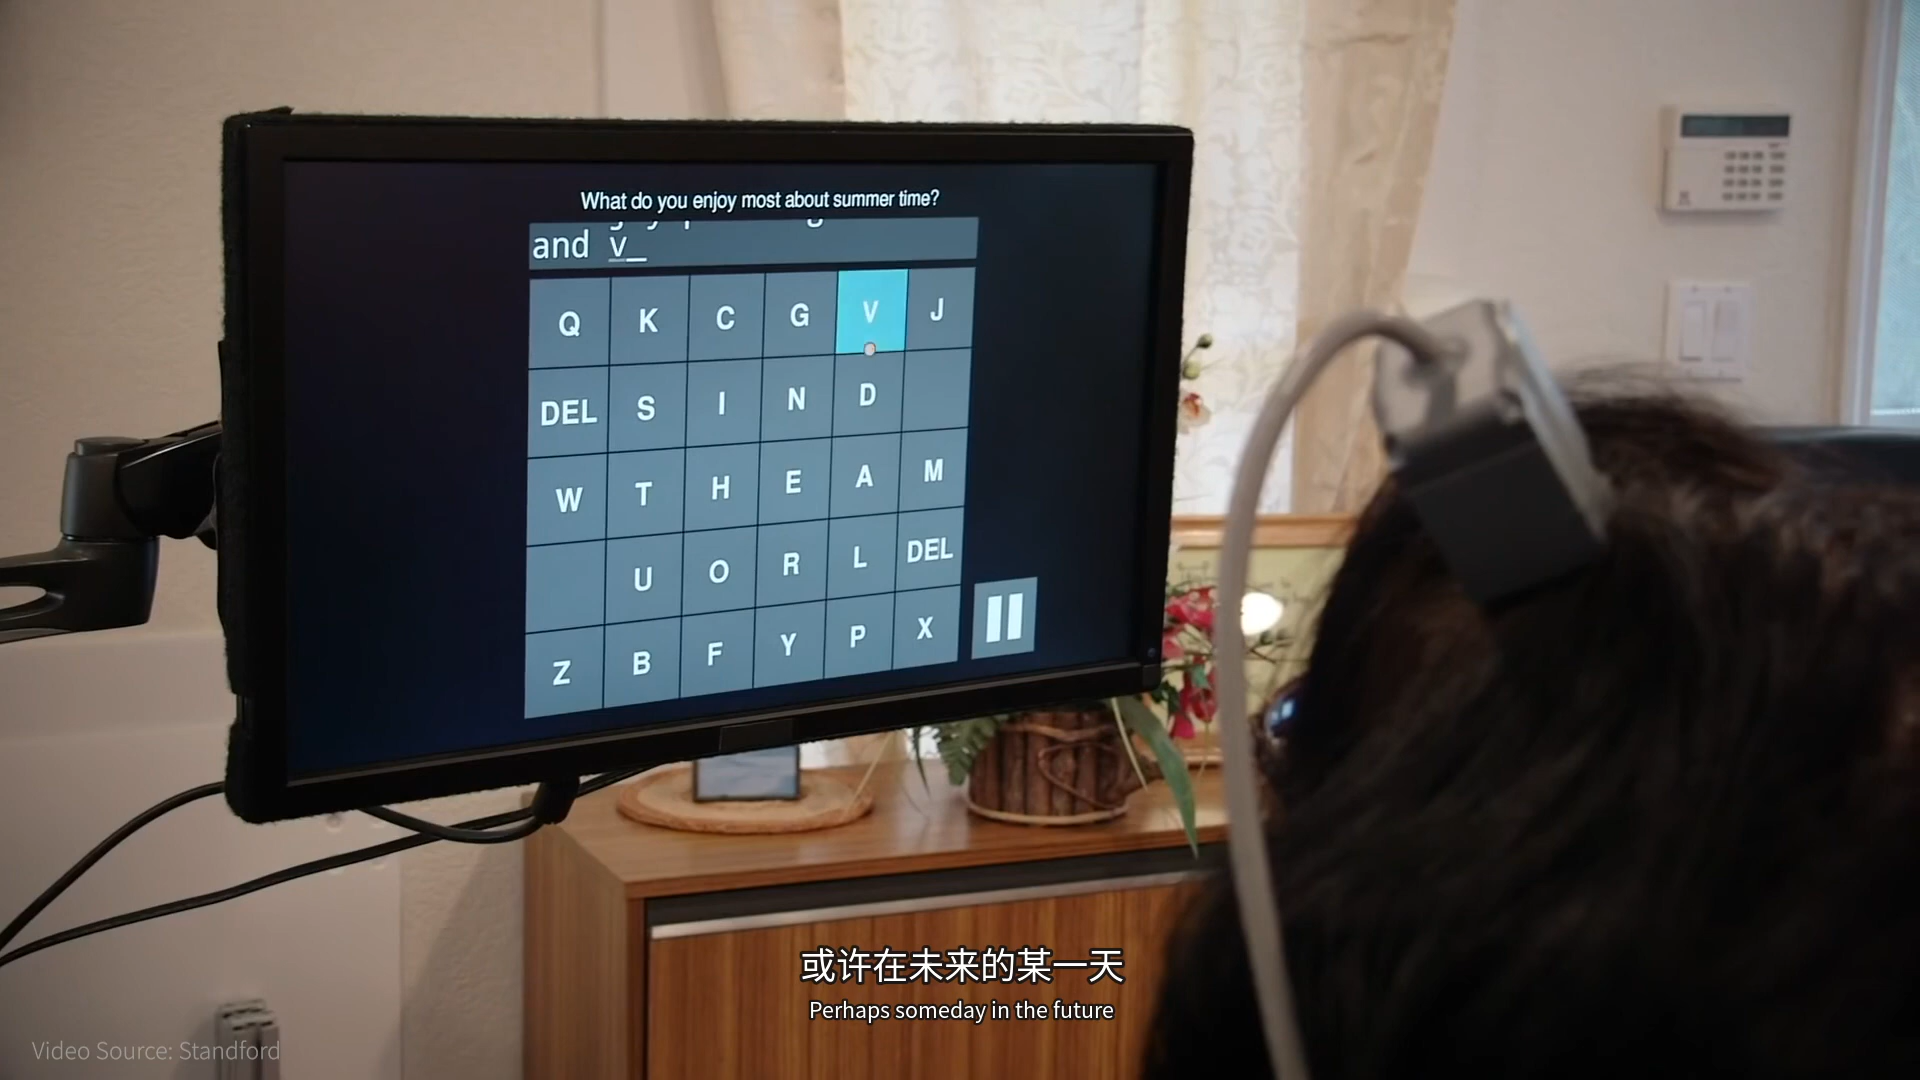 What do you enjoy most about summer time?
and v_
Q K C G V J
DEL S I N D
W T H E A M
U O R L DEL
Z B F Y P X
或许在未来的某一天
Perhaps someday in the future
Video Source: Standford